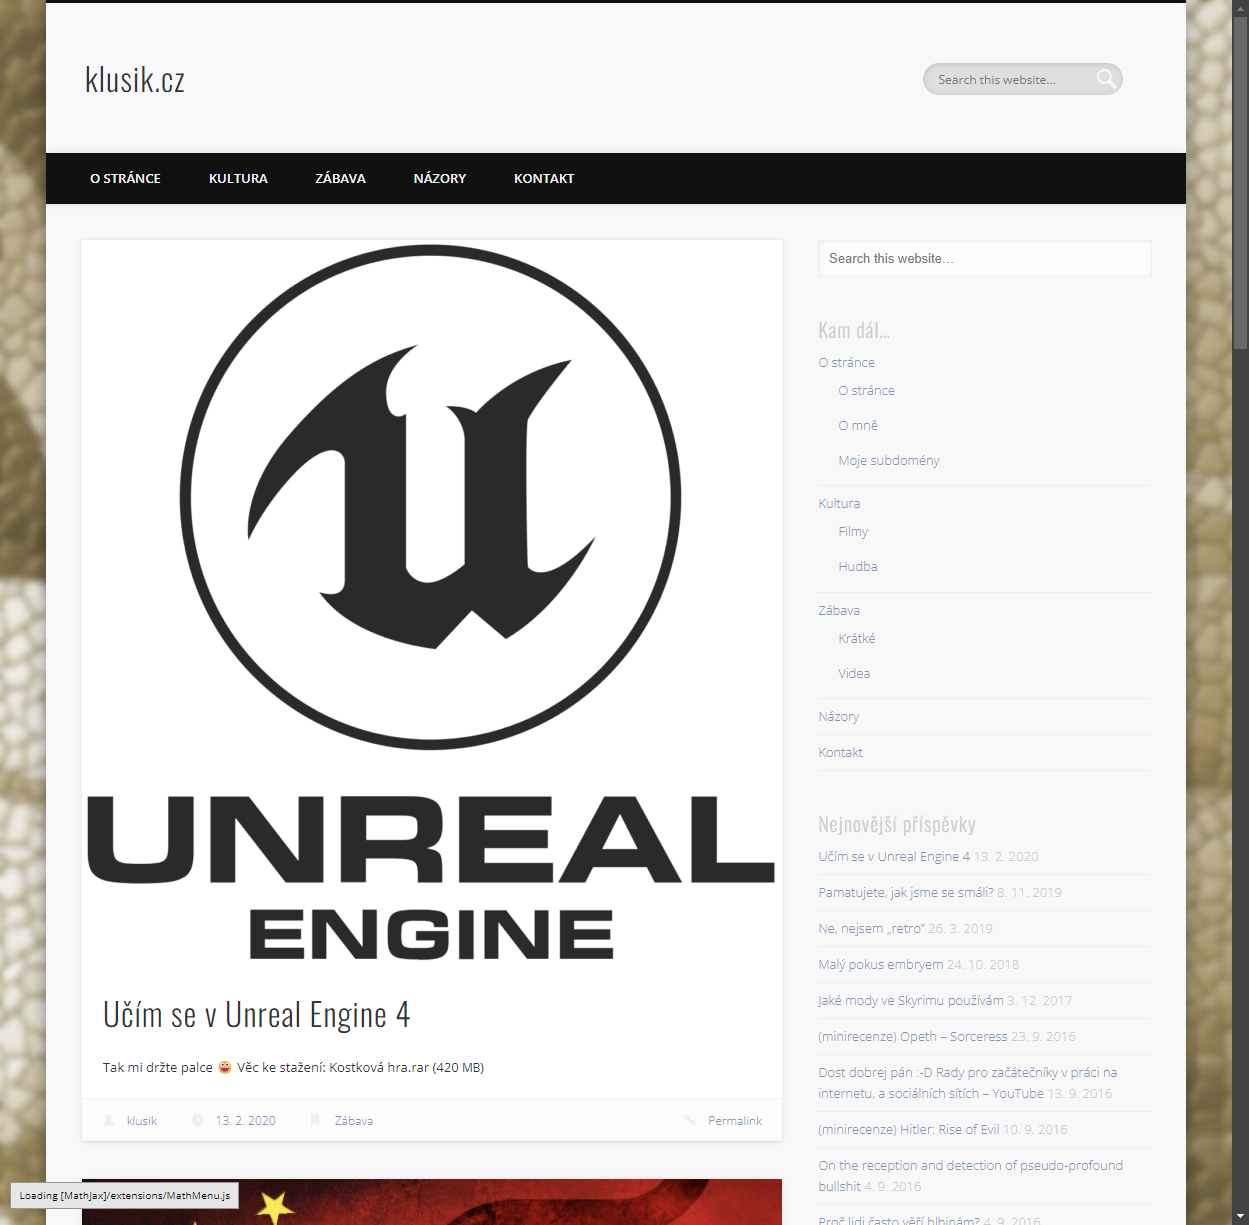 klusik.cz
Search this website...
O STRÁNCE
KULTURA
ZÁBAVA
NÁZORY
KONTAKT
UNREAL
ENGINE
Učím se v Unreal Engine 4
Tak mi držte palce Věc ke stažení: Kostková hra.rar (420 MB)
klusik
13. 2. 2020
Zábava
Permalink
Search this website...
Kam dál...
O stránce
O stránce
O mně
Moje subdomény
Kultura
Filmy
Hudba
Zábava
Krátké
Videa
Názory
Kontakt
Nejnovější příspěvky
Učím se v Unreal Engine 4 13. 2. 2020
Pamatujete, jak jsme se smáli? 8. 11. 2019
Ne, nejsem „retro“ 26. 3. 2019
Malý pokus embryem 24. 10. 2018
Jaké mody ve Skyrimu používám 3. 12. 2017
(minirecenze) Opeth – Sorceress 23. 9. 2016
Dost dobrej pán :-D Rady pro začátečníky v práci na
internetu, a sociálních sítích – YouTube 13. 9. 2016
(minirecenze) Hitler: Rise of Evil 10. 9. 2016
On the reception and detection of pseudo-profound
bullshit 4. 9. 2016
Proč lidi často věří hlbinám? 4. 9. 2016
Loading [MathJax]/extensions/MathMenu.js